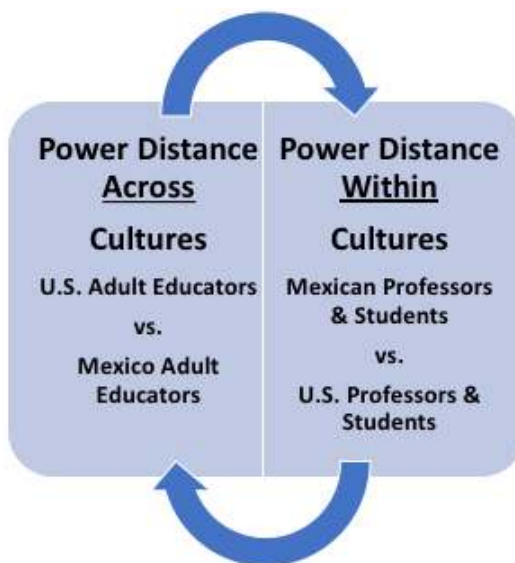 Power Distance
Across
Cultures
U.S. Adult Educators
vs.
Mexico Adult
Educators
Power Distance
Within
Cultures
Mexican Professors
& Students
vs.
U.S. Professors &
Students